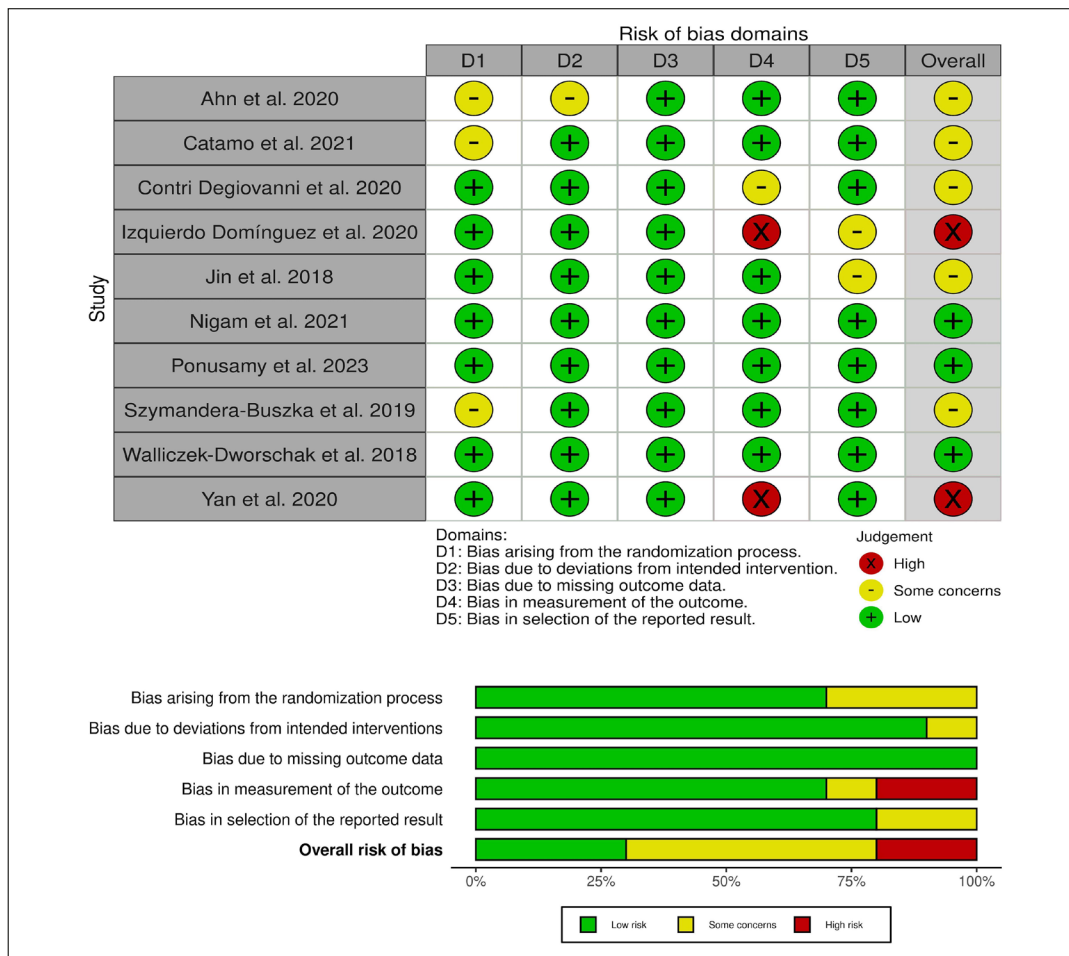 Risk of bias domains
D1 D2 D3 D4 D5 Overall
Study
Ahn et al. 2020 - - + + + -
Catamo et al. 2021 - + + + + -
Contri Degiovanni et al. 2020 + + + - + -
Izquierdo Domínguez et al. 2020 + + + X - X
Jin et al. 2018 + + + + - -
Nigam et al. 2021 + + + + + +
Ponusamy et al. 2023 + + + + + +
Szymandera-Buszka et al. 2019 - + + + + -
Walliczek-Dworschak et al. 2018 + + + + + +
Yan et al. 2020 + + + X + X
Domains:
D1: Bias arising from the randomization process.
D2: Bias due to deviations from intended intervention.
D3: Bias due to missing outcome data.
D4: Bias in measurement of the outcome.
D5: Bias in selection of the reported result.
Judgement
X High
- Some concerns
+ Low
Bias arising from the randomization process
Bias due to deviations from intended interventions
Bias due to missing outcome data
Bias in measurement of the outcome
Bias in selection of the reported result
Overall risk of bias
0% 25% 50% 75% 100%
Low risk Some concerns High risk